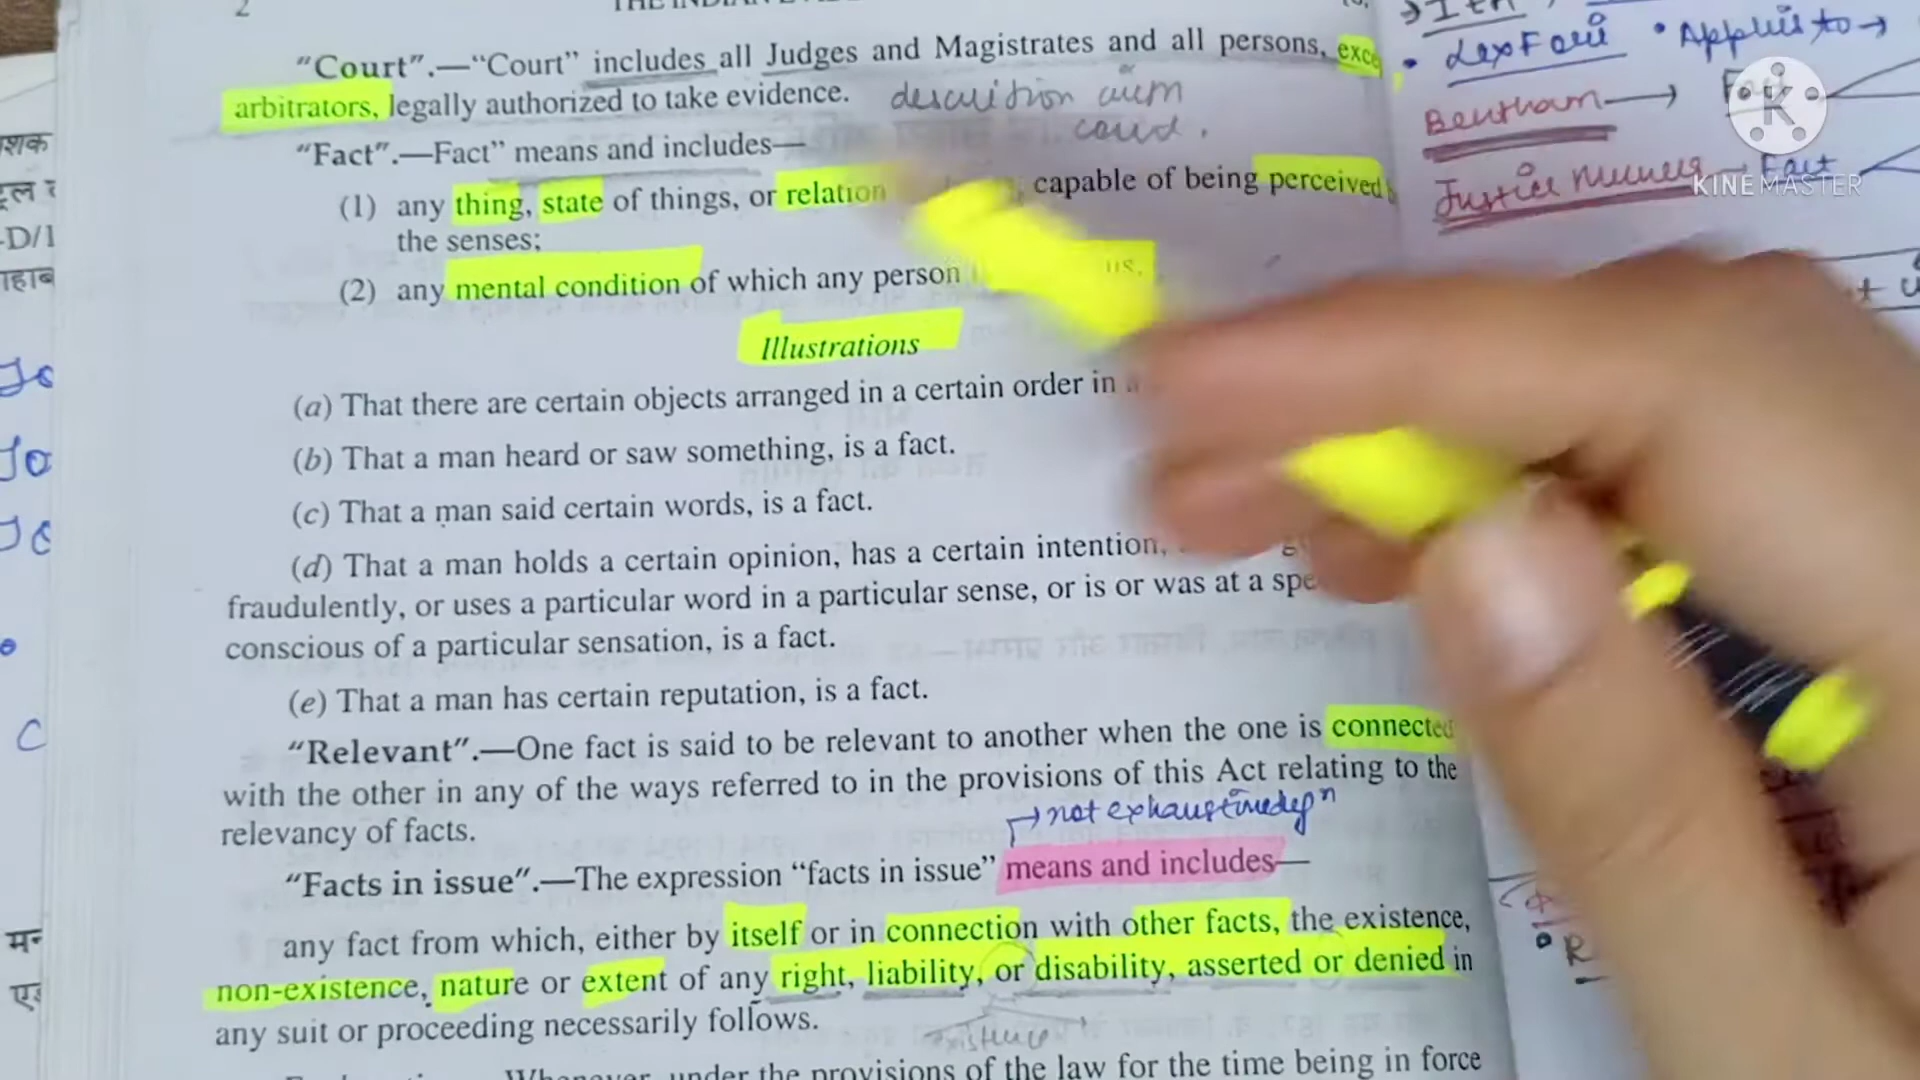 2
“Court”.—“Court” includes all Judges and Magistrates and all persons, exce
arbitrators, legally authorized to take evidence.
“Fact”.—Fact” means and includes—
(1) any thing, state of things, or relation capable of being perceived
the senses;
(2) any mental condition of which any person
Illustrations
(a) That there are certain objects arranged in a certain order in a
(b) That a man heard or saw something, is a fact.
(c) That a man said certain words, is a fact.
(d) That a man holds a certain opinion, has a certain intention,
fraudulently, or uses a particular word in a particular sense, or is or was at a spe
conscious of a particular sensation, is a fact.
(e) That a man has certain reputation, is a fact.
“Relevant”.—One fact is said to be relevant to another when the one is connected
with the other in any of the ways referred to in the provisions of this Act relating to the
relevancy of facts.
→ not exhaustive defⁿ
“Facts in issue”.—The expression “facts in issue” means and includes—
any fact from which, either by itself or in connection with other facts, the existence,
non-existence, nature or extent of any right, liability, or disability, asserted or denied in
any suit or proceeding necessarily follows.
existence
Whenever, under the provisions of the law for the time being in force
• Lex Fori • Applies to →
Bentham → Fact
Justice → Fact
K
KINEMASTER